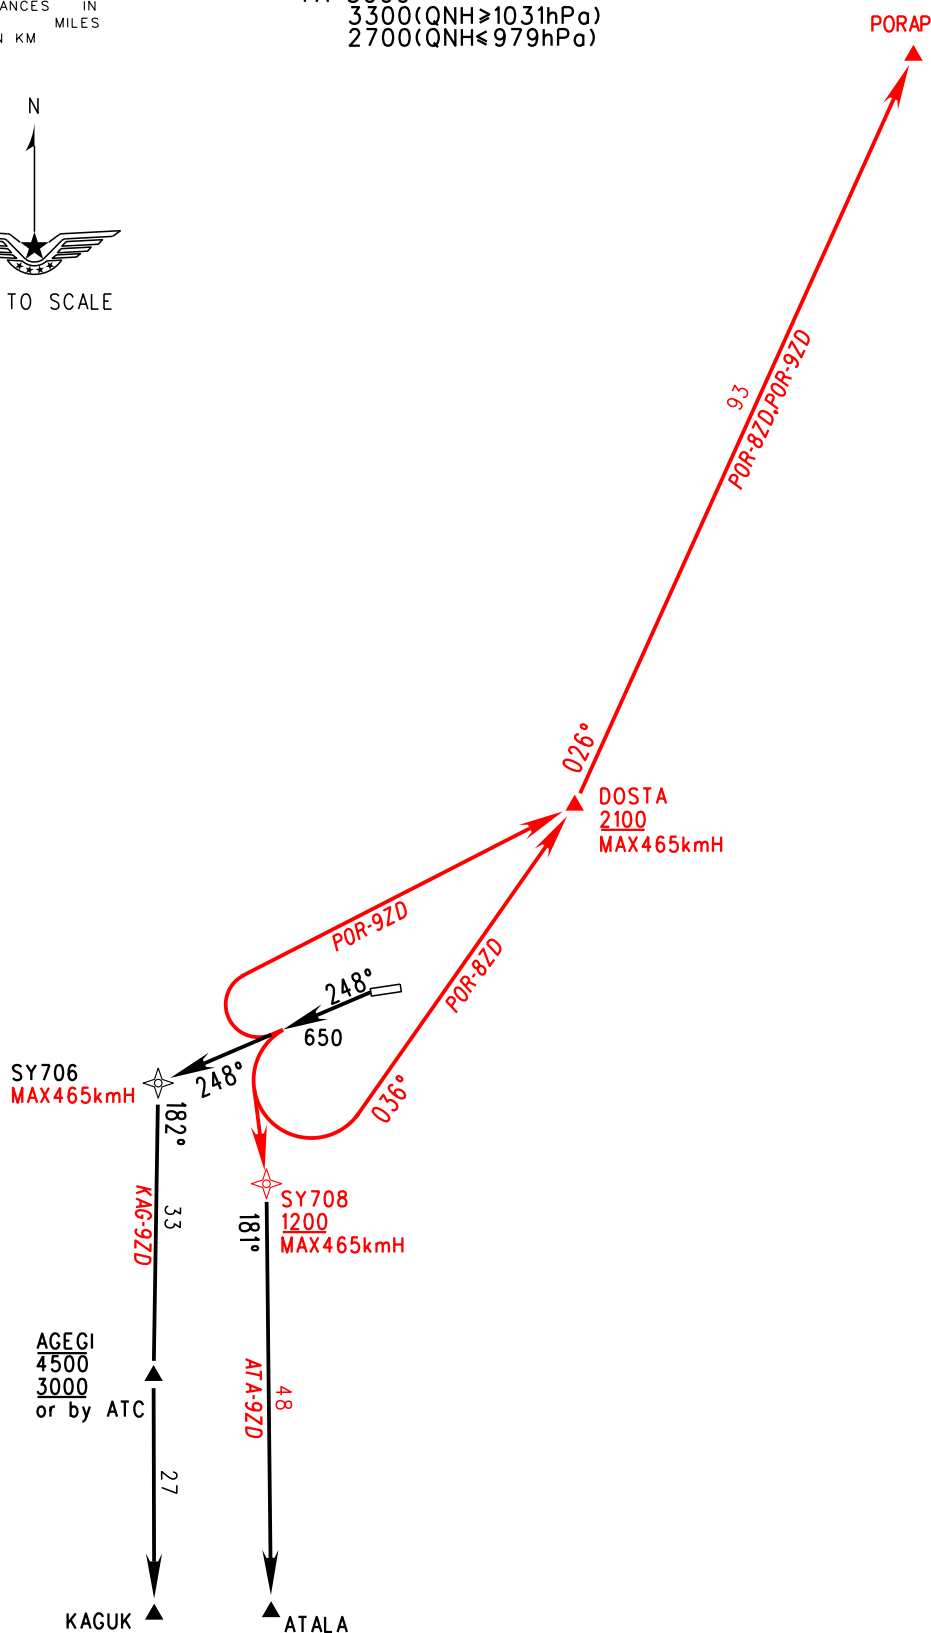 ANCES IN
MILES
KM
3300(QNH≥1031hPa)
2700(QNH≤979hPa)
PORAP
N
TO SCALE
93
POR-8ZD,POR-9ZD
026°
DOSTA
2100
MAX465kmH
POR-9ZD
POR-8ZD
248°
650
SY706
MAX465kmH
248°
036°
182°
KAG-9ZD
33
SY708
1200
MAX465kmH
181°
AGEGI
4500
3000
or by ATC
ATA-9ZD
48
27
KAGUK
ATALA